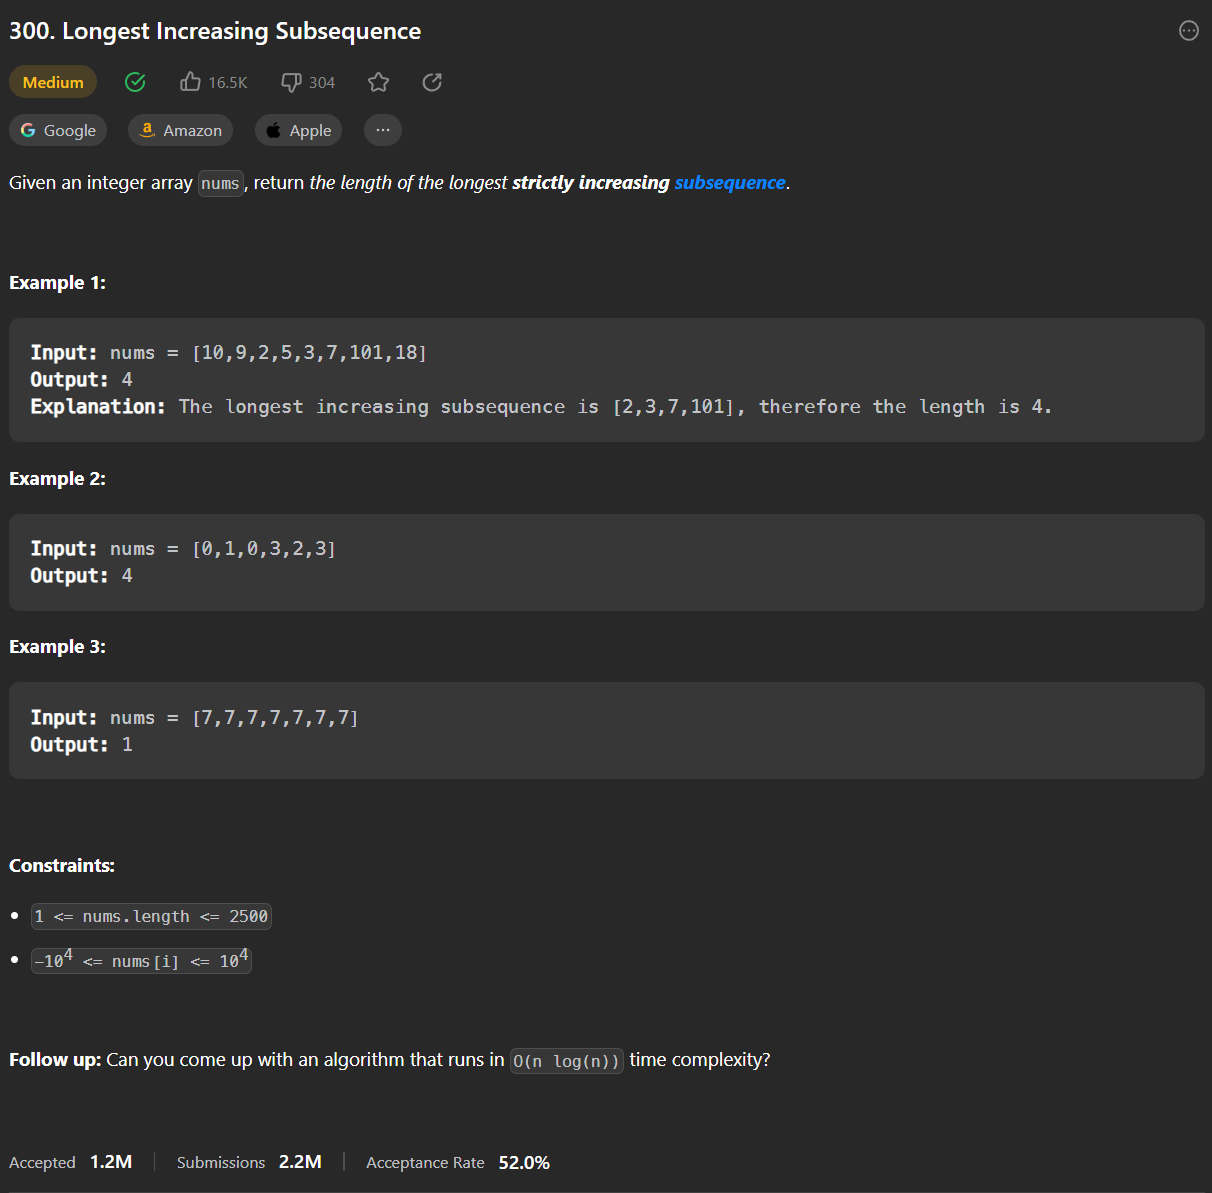 300. Longest Increasing Subsequence
Medium 16.5K 304
Google Amazon Apple ...
Given an integer array nums, return the length of the longest strictly increasing subsequence.
Example 1:
Input: nums = [10,9,2,5,3,7,101,18]
Output: 4
Explanation: The longest increasing subsequence is [2,3,7,101], therefore the length is 4.
Example 2:
Input: nums = [0,1,0,3,2,3]
Output: 4
Example 3:
Input: nums = [7,7,7,7,7,7,7]
Output: 1
Constraints:
• 1 <= nums.length <= 2500
• -10⁴ <= nums[i] <= 10⁴
Follow up: Can you come up with an algorithm that runs in O(n log(n)) time complexity?
Accepted 1.2M | Submissions 2.2M | Acceptance Rate 52.0%